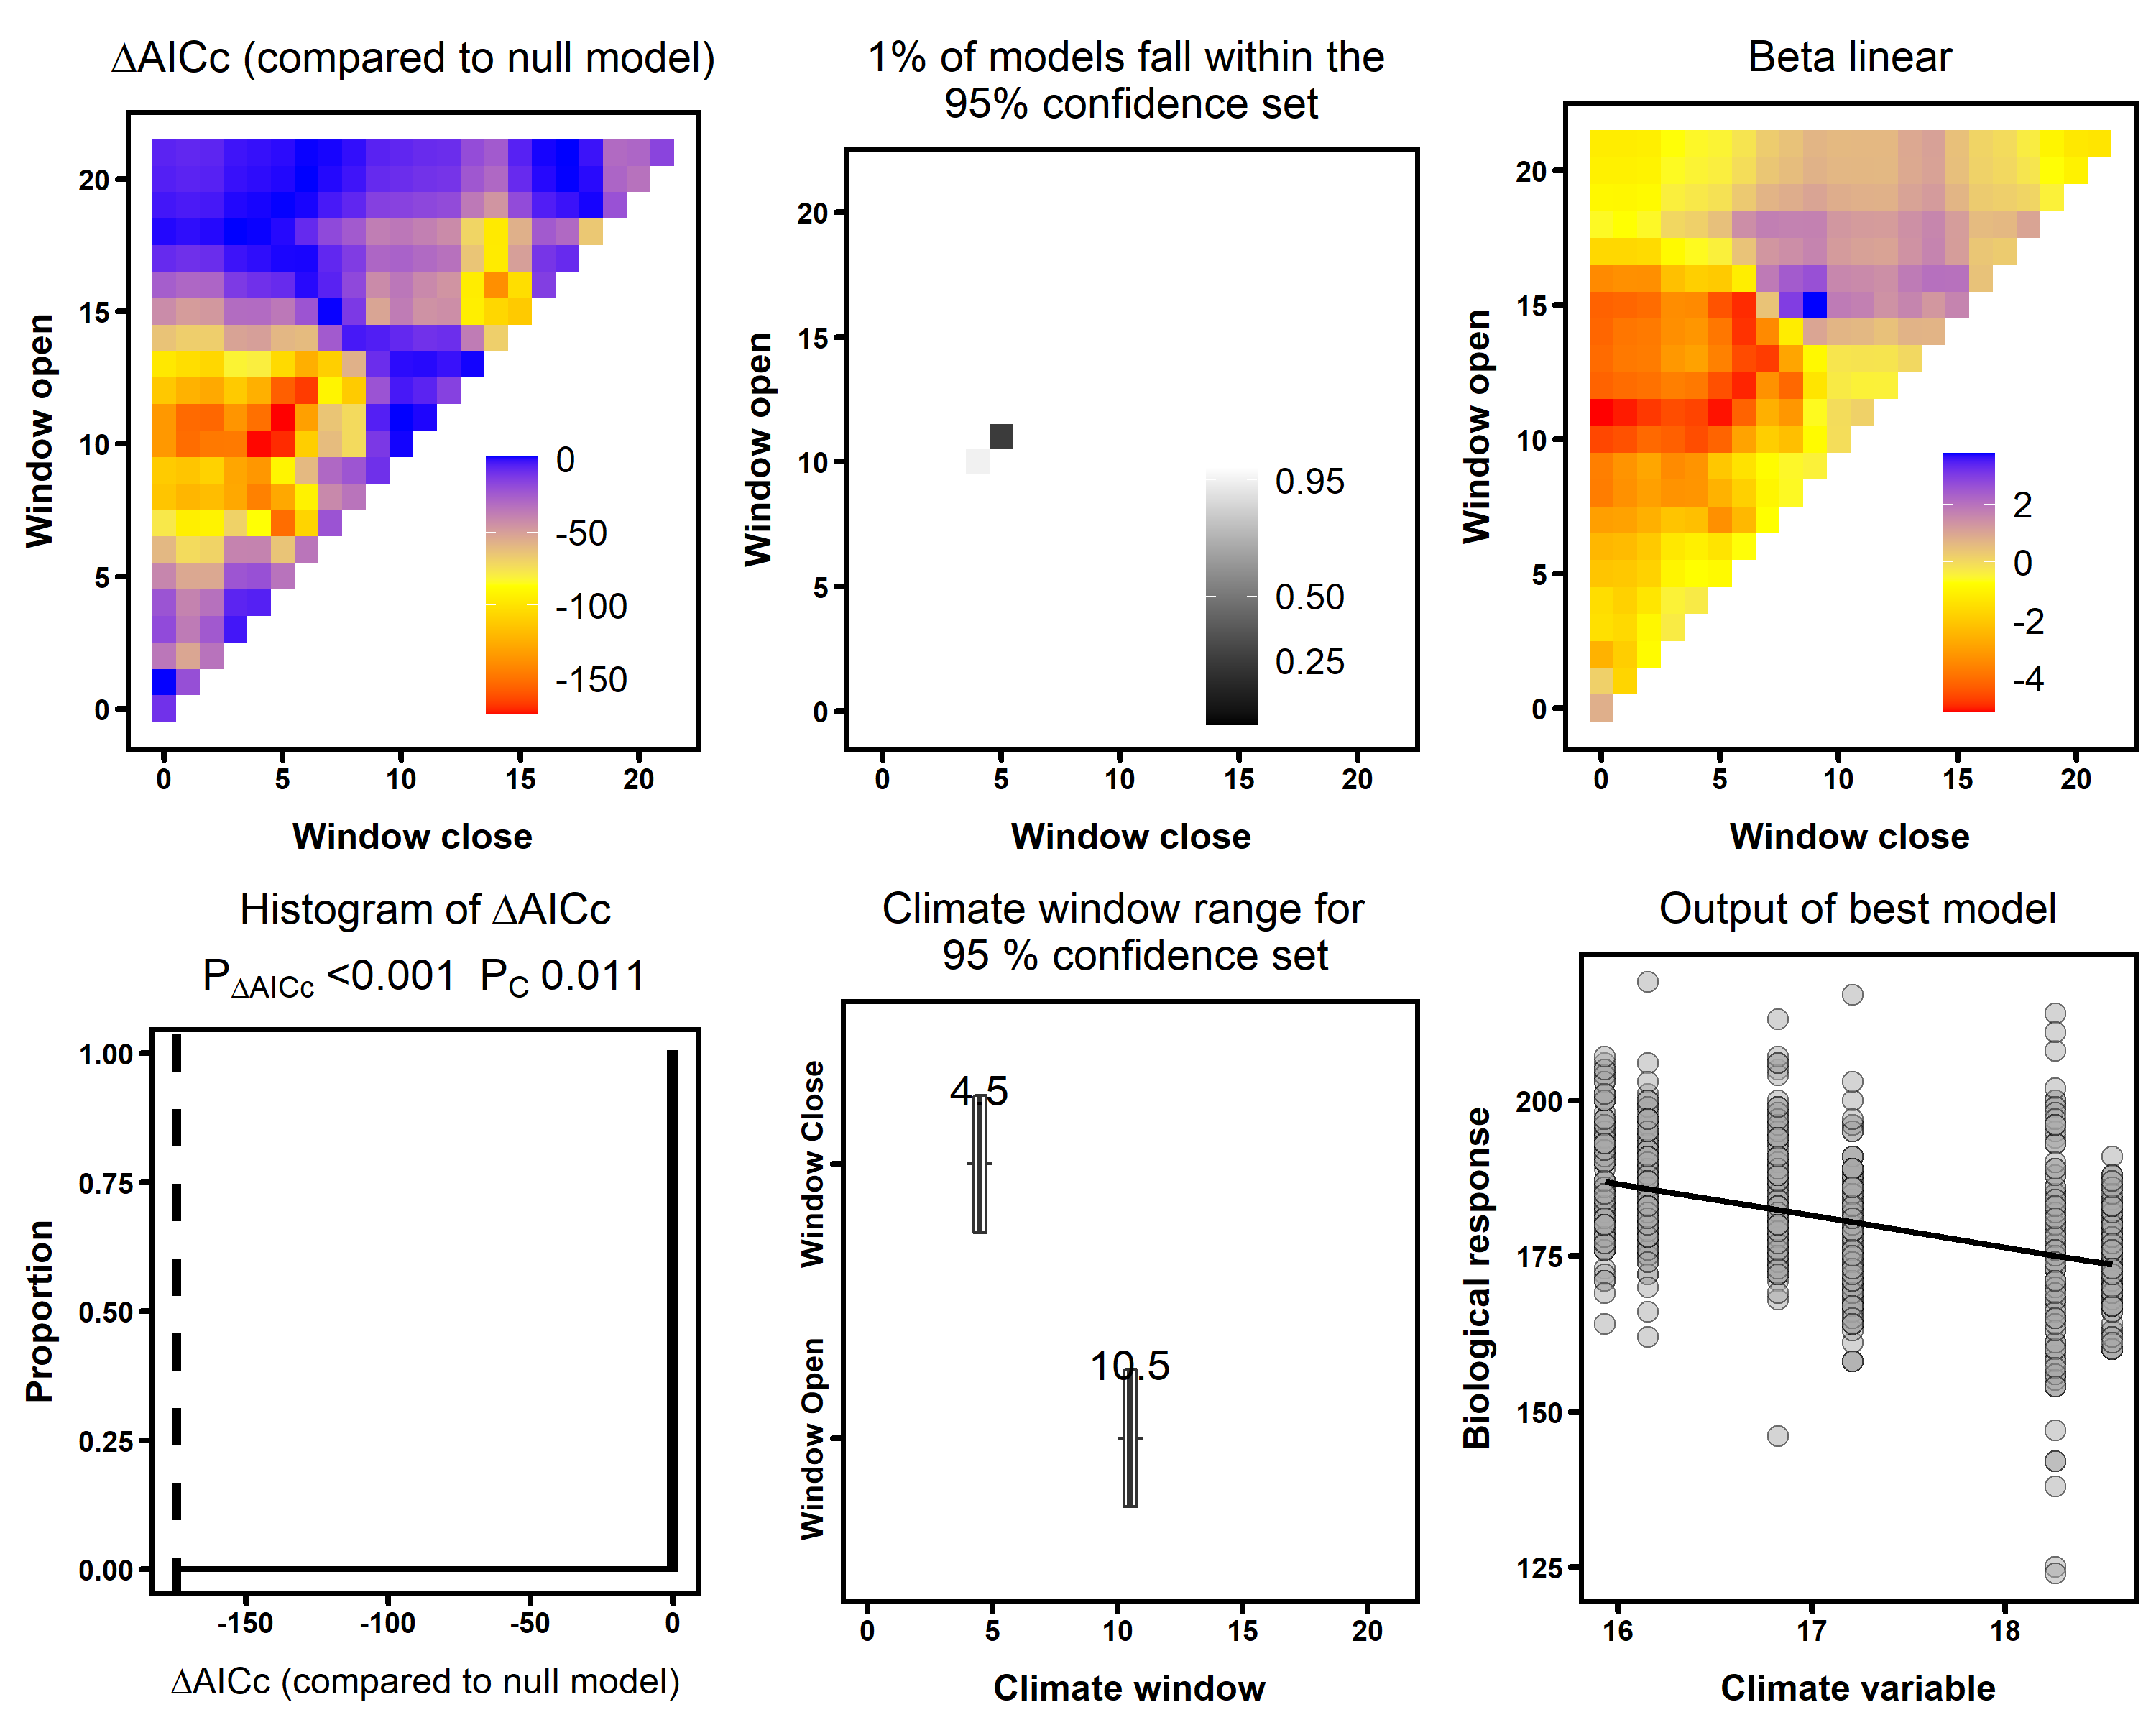 ΔAICc (compared to null model)
Window open
20
15
10
5
0
0
-50
-100
-150
0 5 10 15 20
Window close
1% of models fall within the
95% confidence set
Window open
20
15
10
5
0
0.95
0.50
0.25
0 5 10 15 20
Window close
Beta linear
Window open
20
15
10
5
0
2
0
-2
-4
0 5 10 15 20
Window close
Histogram of ΔAICc
PΔAICc <0.001 PC 0.011
Proportion
1.00
0.75
0.50
0.25
0.00
-150 -100 -50 0
ΔAICc (compared to null model)
Climate window range for
95 % confidence set
Window Close
4.5
Window Open
10.5
0 5 10 15 20
Climate window
Output of best model
Biological response
200
175
150
125
16 17 18
Climate variable